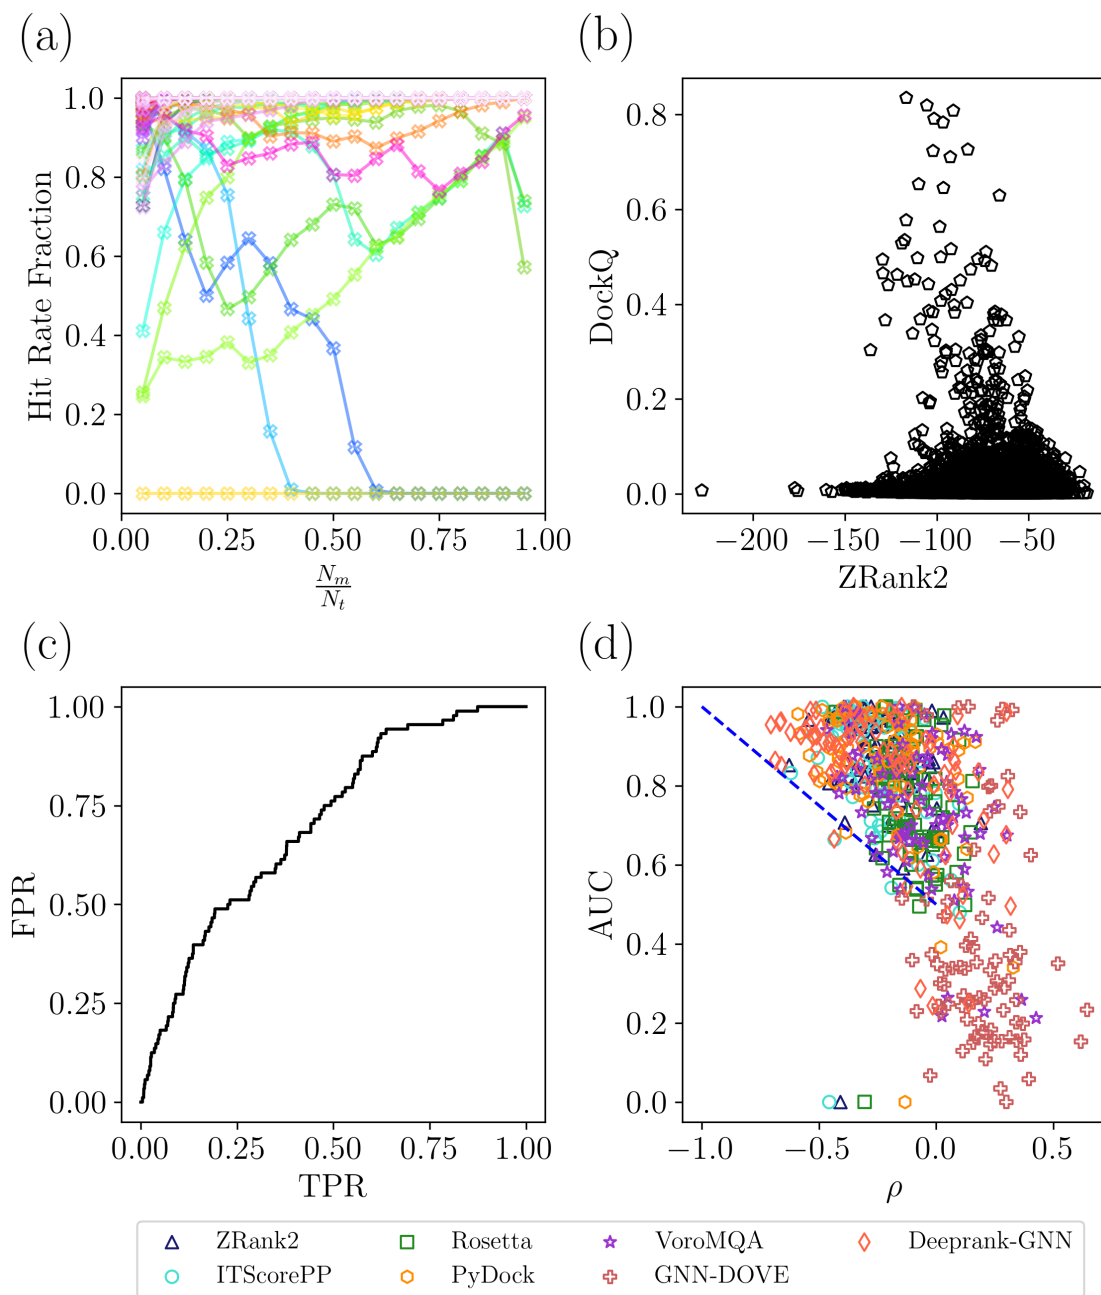 (a)
1.0
0.8
0.6
0.4
0.2
0.0
Hit Rate Fraction
0.00 0.25 0.50 0.75 1.00
N_m/N_t
(b)
0.8
0.6
0.4
0.2
0.0
DockQ
−200 −150 −100 −50
ZRank2
(c)
1.00
0.75
0.50
0.25
0.00
FPR
0.00 0.25 0.50 0.75 1.00
TPR
(d)
1.0
0.8
0.6
0.4
0.2
0.0
AUC
−1.0 −0.5 0.0 0.5
ρ
ZRank2 Rosetta VoroMQA Deeprank-GNN
ITScorePP PyDock GNN-DOVE